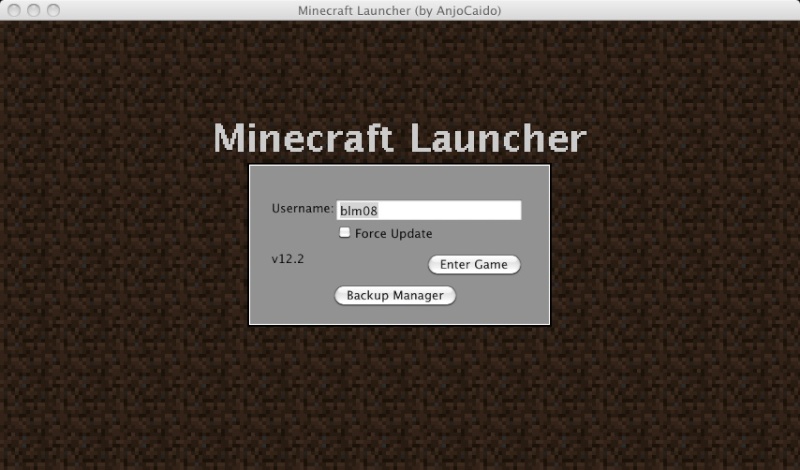 Minecraft Launcher (by AnjoCaido)
Minecraft Launcher
Username: blm08
Force Update
v12.2
Enter Game
Backup Manager